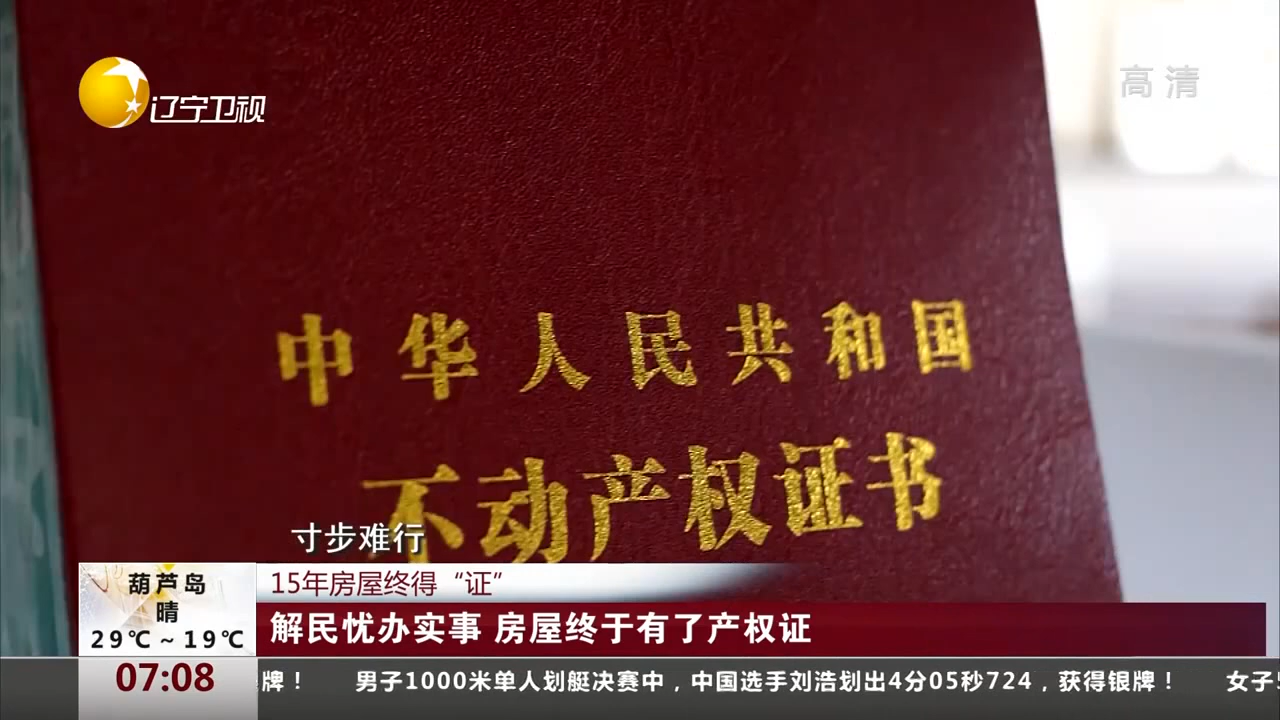 辽宁卫视
高清
中华人民共和国
不动产权证书
寸步难行
葫芦岛
晴
29℃～19℃
15年房屋终得“证”
解民忧办实事 房屋终于有了产权证
07:08
牌！ 男子1000米单人划艇决赛中，中国选手刘浩划出4分05秒724，获得银牌！ 女子